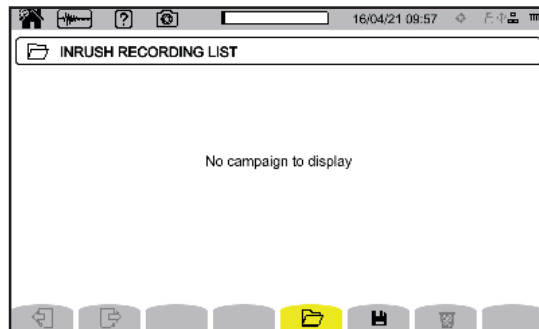 ?
16/04/21 09:57
INRUSH RECORDING LIST
No campaign to display